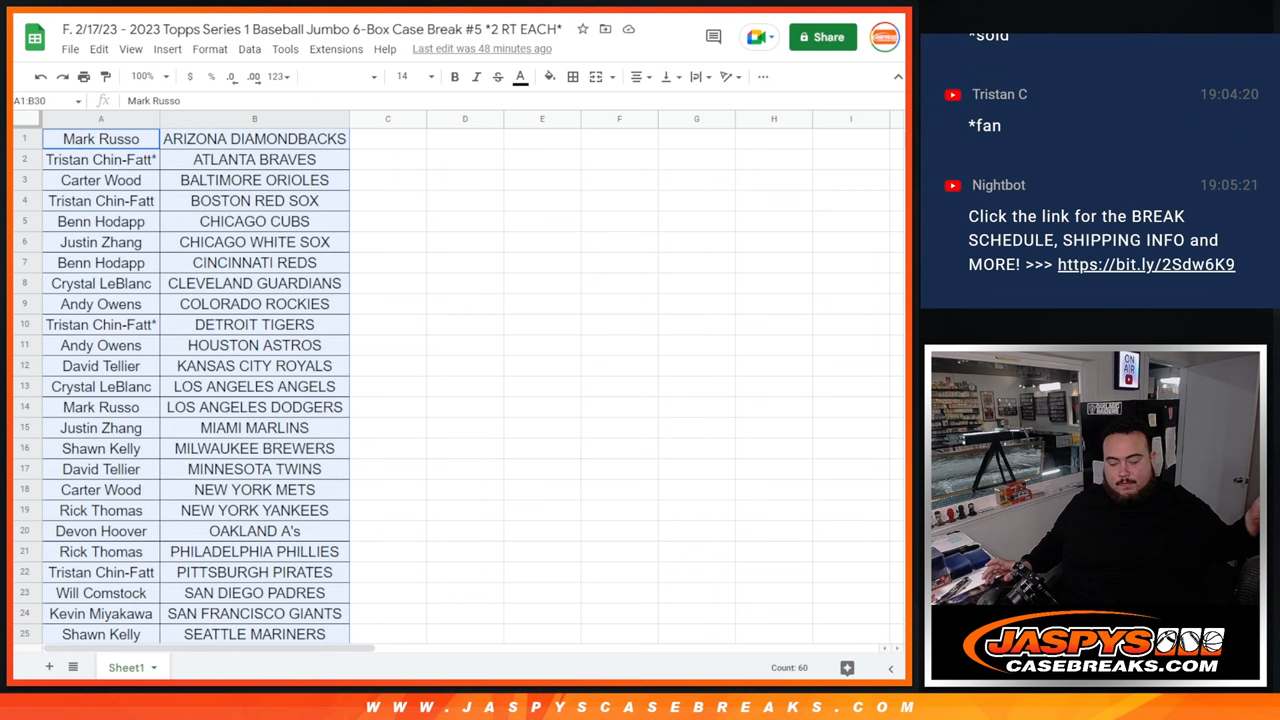 F. 2/17/23 - 2023 Topps Series 1 Baseball Jumbo 6-Box Case Break #5 *2 RT EACH*
File Edit View Insert Format Data Tools Extensions Help Last edit was 48 minutes ago
Share
100% $ % .0 .00 123 14 B I S A
A1:B30 fx Mark Russo
A B C D E F G H I
1 Mark Russo ARIZONA DIAMONDBACKS
2 Tristan Chin-Fatt* ATLANTA BRAVES
3 Carter Wood BALTIMORE ORIOLES
4 Tristan Chin-Fatt BOSTON RED SOX
5 Benn Hodapp CHICAGO CUBS
6 Justin Zhang CHICAGO WHITE SOX
7 Benn Hodapp CINCINNATI REDS
8 Crystal LeBlanc CLEVELAND GUARDIANS
9 Andy Owens COLORADO ROCKIES
10 Tristan Chin-Fatt* DETROIT TIGERS
11 Andy Owens HOUSTON ASTROS
12 David Tellier KANSAS CITY ROYALS
13 Crystal LeBlanc LOS ANGELES ANGELS
14 Mark Russo LOS ANGELES DODGERS
15 Justin Zhang MIAMI MARLINS
16 Shawn Kelly MILWAUKEE BREWERS
17 David Tellier MINNESOTA TWINS
18 Carter Wood NEW YORK METS
19 Rick Thomas NEW YORK YANKEES
20 Devon Hoover OAKLAND A's
21 Rick Thomas PHILADELPHIA PHILLIES
22 Tristan Chin-Fatt PITTSBURGH PIRATES
23 Will Comstock SAN DIEGO PADRES
24 Kevin Miyakawa SAN FRANCISCO GIANTS
25 Shawn Kelly SEATTLE MARINERS
Sheet1
Count: 60
*sold
Tristan C 19:04:20
*fan
Nightbot 19:05:21
Click the link for the BREAK
SCHEDULE, SHIPPING INFO and
MORE! >>> https://bit.ly/2Sdw6K9
ON
AIR
JASPYS
CASEBREAKS.COM
WWW.JASPYSCASEBREAKS.COM